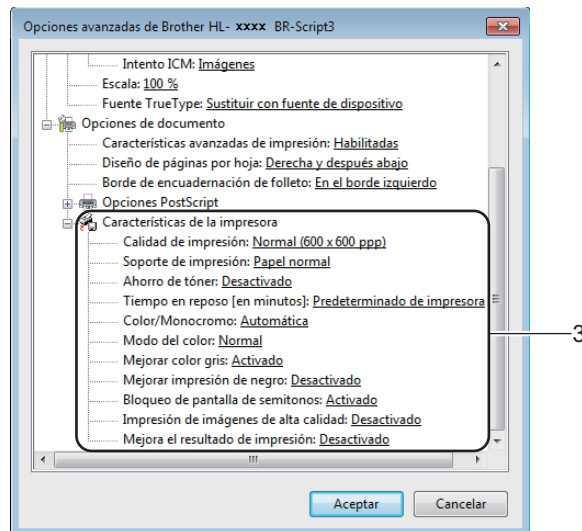 Opciones avanzadas de Brother HL- xxxx BR-Script3
Intento ICM: Imágenes
Escala: 100 %
Fuente TrueType: Sustituir con fuente de dispositivo
Opciones de documento
Características avanzadas de impresión: Habilitadas
Diseño de páginas por hoja: Derecha y después abajo
Borde de encuadernación de folleto: En el borde izquierdo
Opciones PostScript
Características de la impresora
Calidad de impresión: Normal (600 x 600 ppp)
Soporte de impresión: Papel normal
Ahorro de tóner: Desactivado
Tiempo en reposo [en minutos]: Predeterminado de impresora
Color/Monocromo: Automática
Modo del color: Normal
Mejorar color gris: Activado
Mejorar impresión de negro: Desactivado
Bloqueo de pantalla de semitonos: Activado
Impresión de imágenes de alta calidad: Desactivado
Mejora el resultado de impresión: Desactivado
3
Aceptar Cancelar